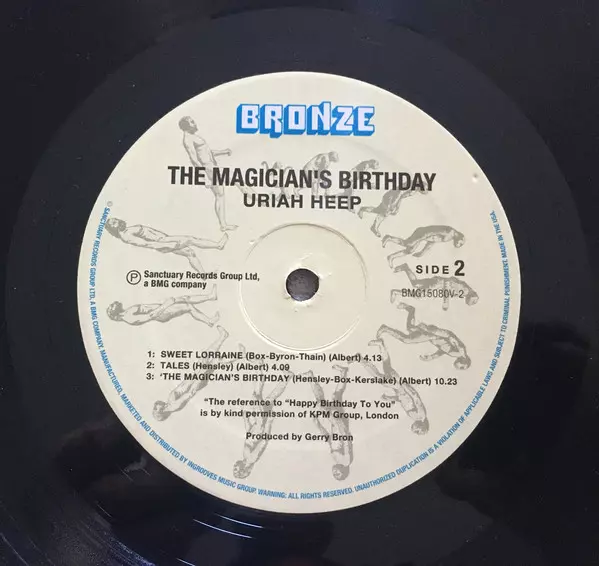 BRONZE
THE MAGICIAN'S BIRTHDAY
URIAH HEEP
SIDE 2
BMG15080V-2
Ⓟ Sanctuary Records Group Ltd,
a BMG company
1: SWEET LORRAINE (Box-Byron-Thain) (Albert) 4.13
2: TALES (Hensley) (Albert) 4.09
3: 'THE MAGICIAN'S BIRTHDAY (Hensley-Box-Kerslake) (Albert) 10.23
"The reference to "Happy Birthday To You"
is by kind permission of KPM Group, London
Produced by Gerry Bron
© SANCTUARY RECORDS GROUP LTD, A BMG COMPANY, MANUFACTURED, MARKETED AND DISTRIBUTED BY INGROOVES MUSIC GROUP. WARNING: ALL RIGHTS RESERVED. UNAUTHORIZED DUPLICATION IS A VIOLATION OF APPLICABLE LAWS AND SUBJECT TO CRIMINAL PUNISHMENT. MADE IN THE USA.